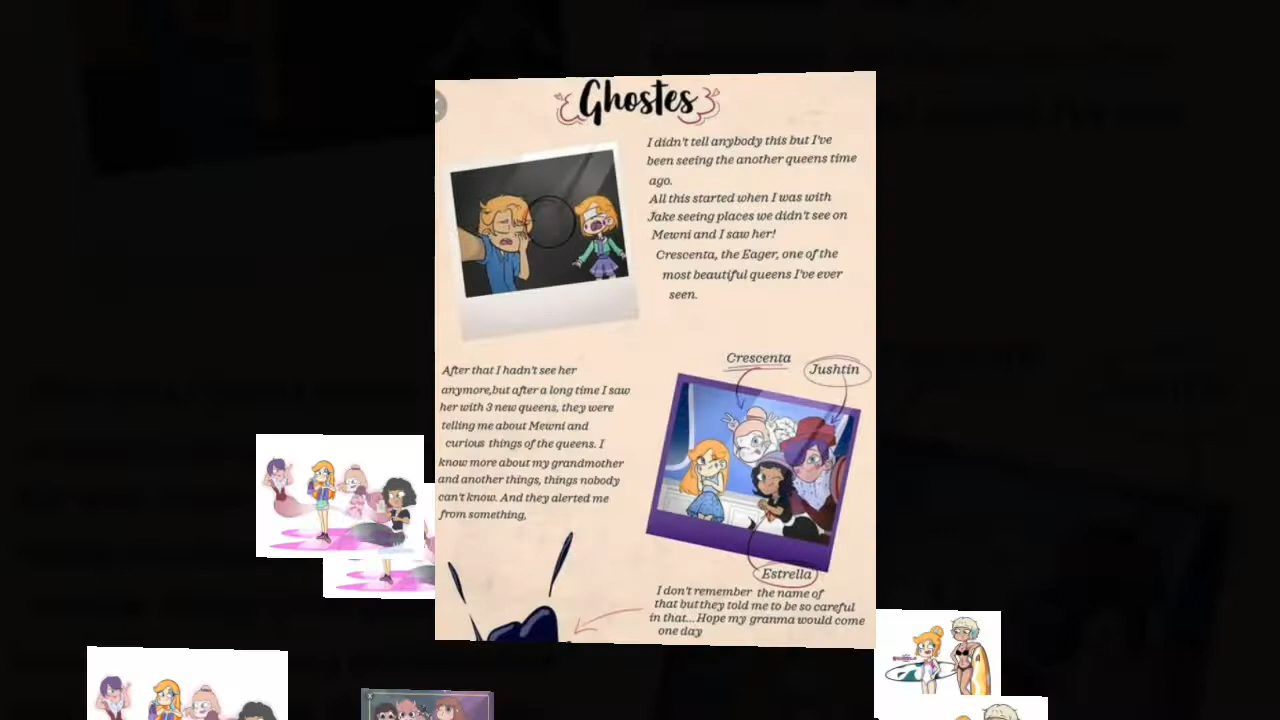 Ghostes
I didn't tell anybody this but I've
been seeing the another queens time
ago.
All this started when I was with
Jake seeing places we didn't see on
Mewni and I saw her!
Crescenta, the Eager, one of the
most beautiful queens I've ever
seen.
After that I hadn't see her
anymore,but after a long time I saw
her with 3 new queens, they were
telling me about Mewni and
curious things of the queens. I
know more about my grandmother
and another things, things nobody
can't know. And they alerted me
from something,
Crescenta
Jushtin
Estrella
I don't remember the name of
that but they told me to be so careful
in that... Hope my granma would come
one day